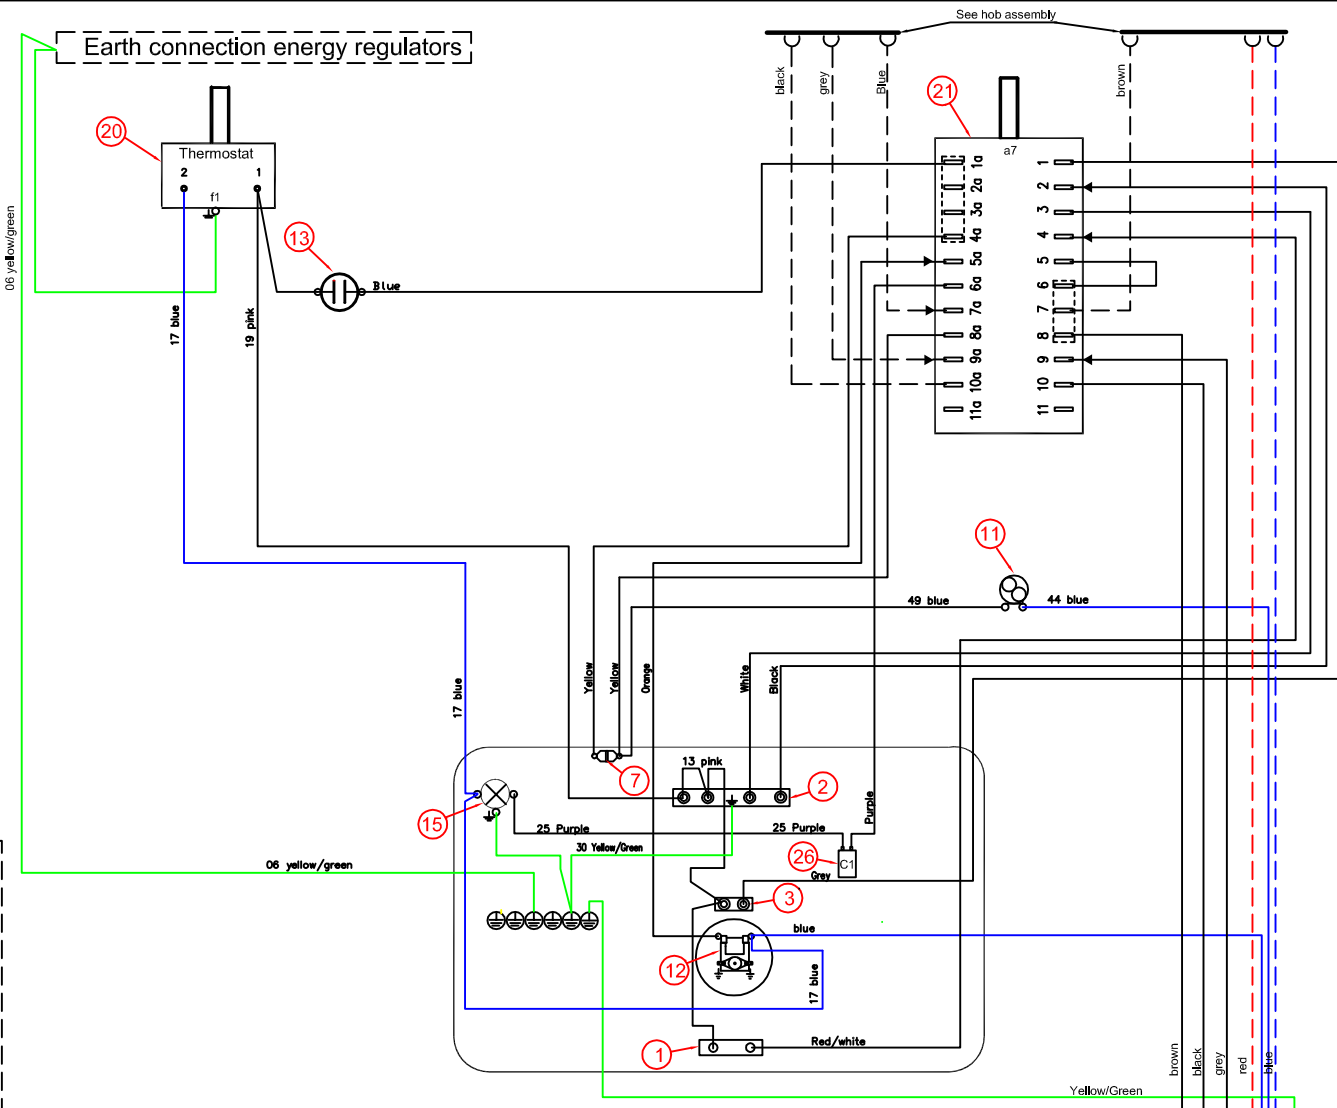 See hob assembly
Earth connection energy regulators
black
grey
Blue
brown
21
20
Thermostat
2
1
f1
a7
1a
2a
3a
4a
5a
6a
7a
8a
9a
10a
11a
1
2
3
4
5
6
7
8
9
10
11
06 yellow/green
13
Blue
17 blue
19 pink
11
49 blue
44 blue
Yellow
Yellow
Orange
White
Black
17 blue
7
13 pink
2
15
25 Purple
25 Purple
Purple
30 Yellow/Green
26
C1
06 yellow/green
Grey
3
blue
12
17 blue
1
Red/white
brown
black
grey
red
blue
Yellow/Green